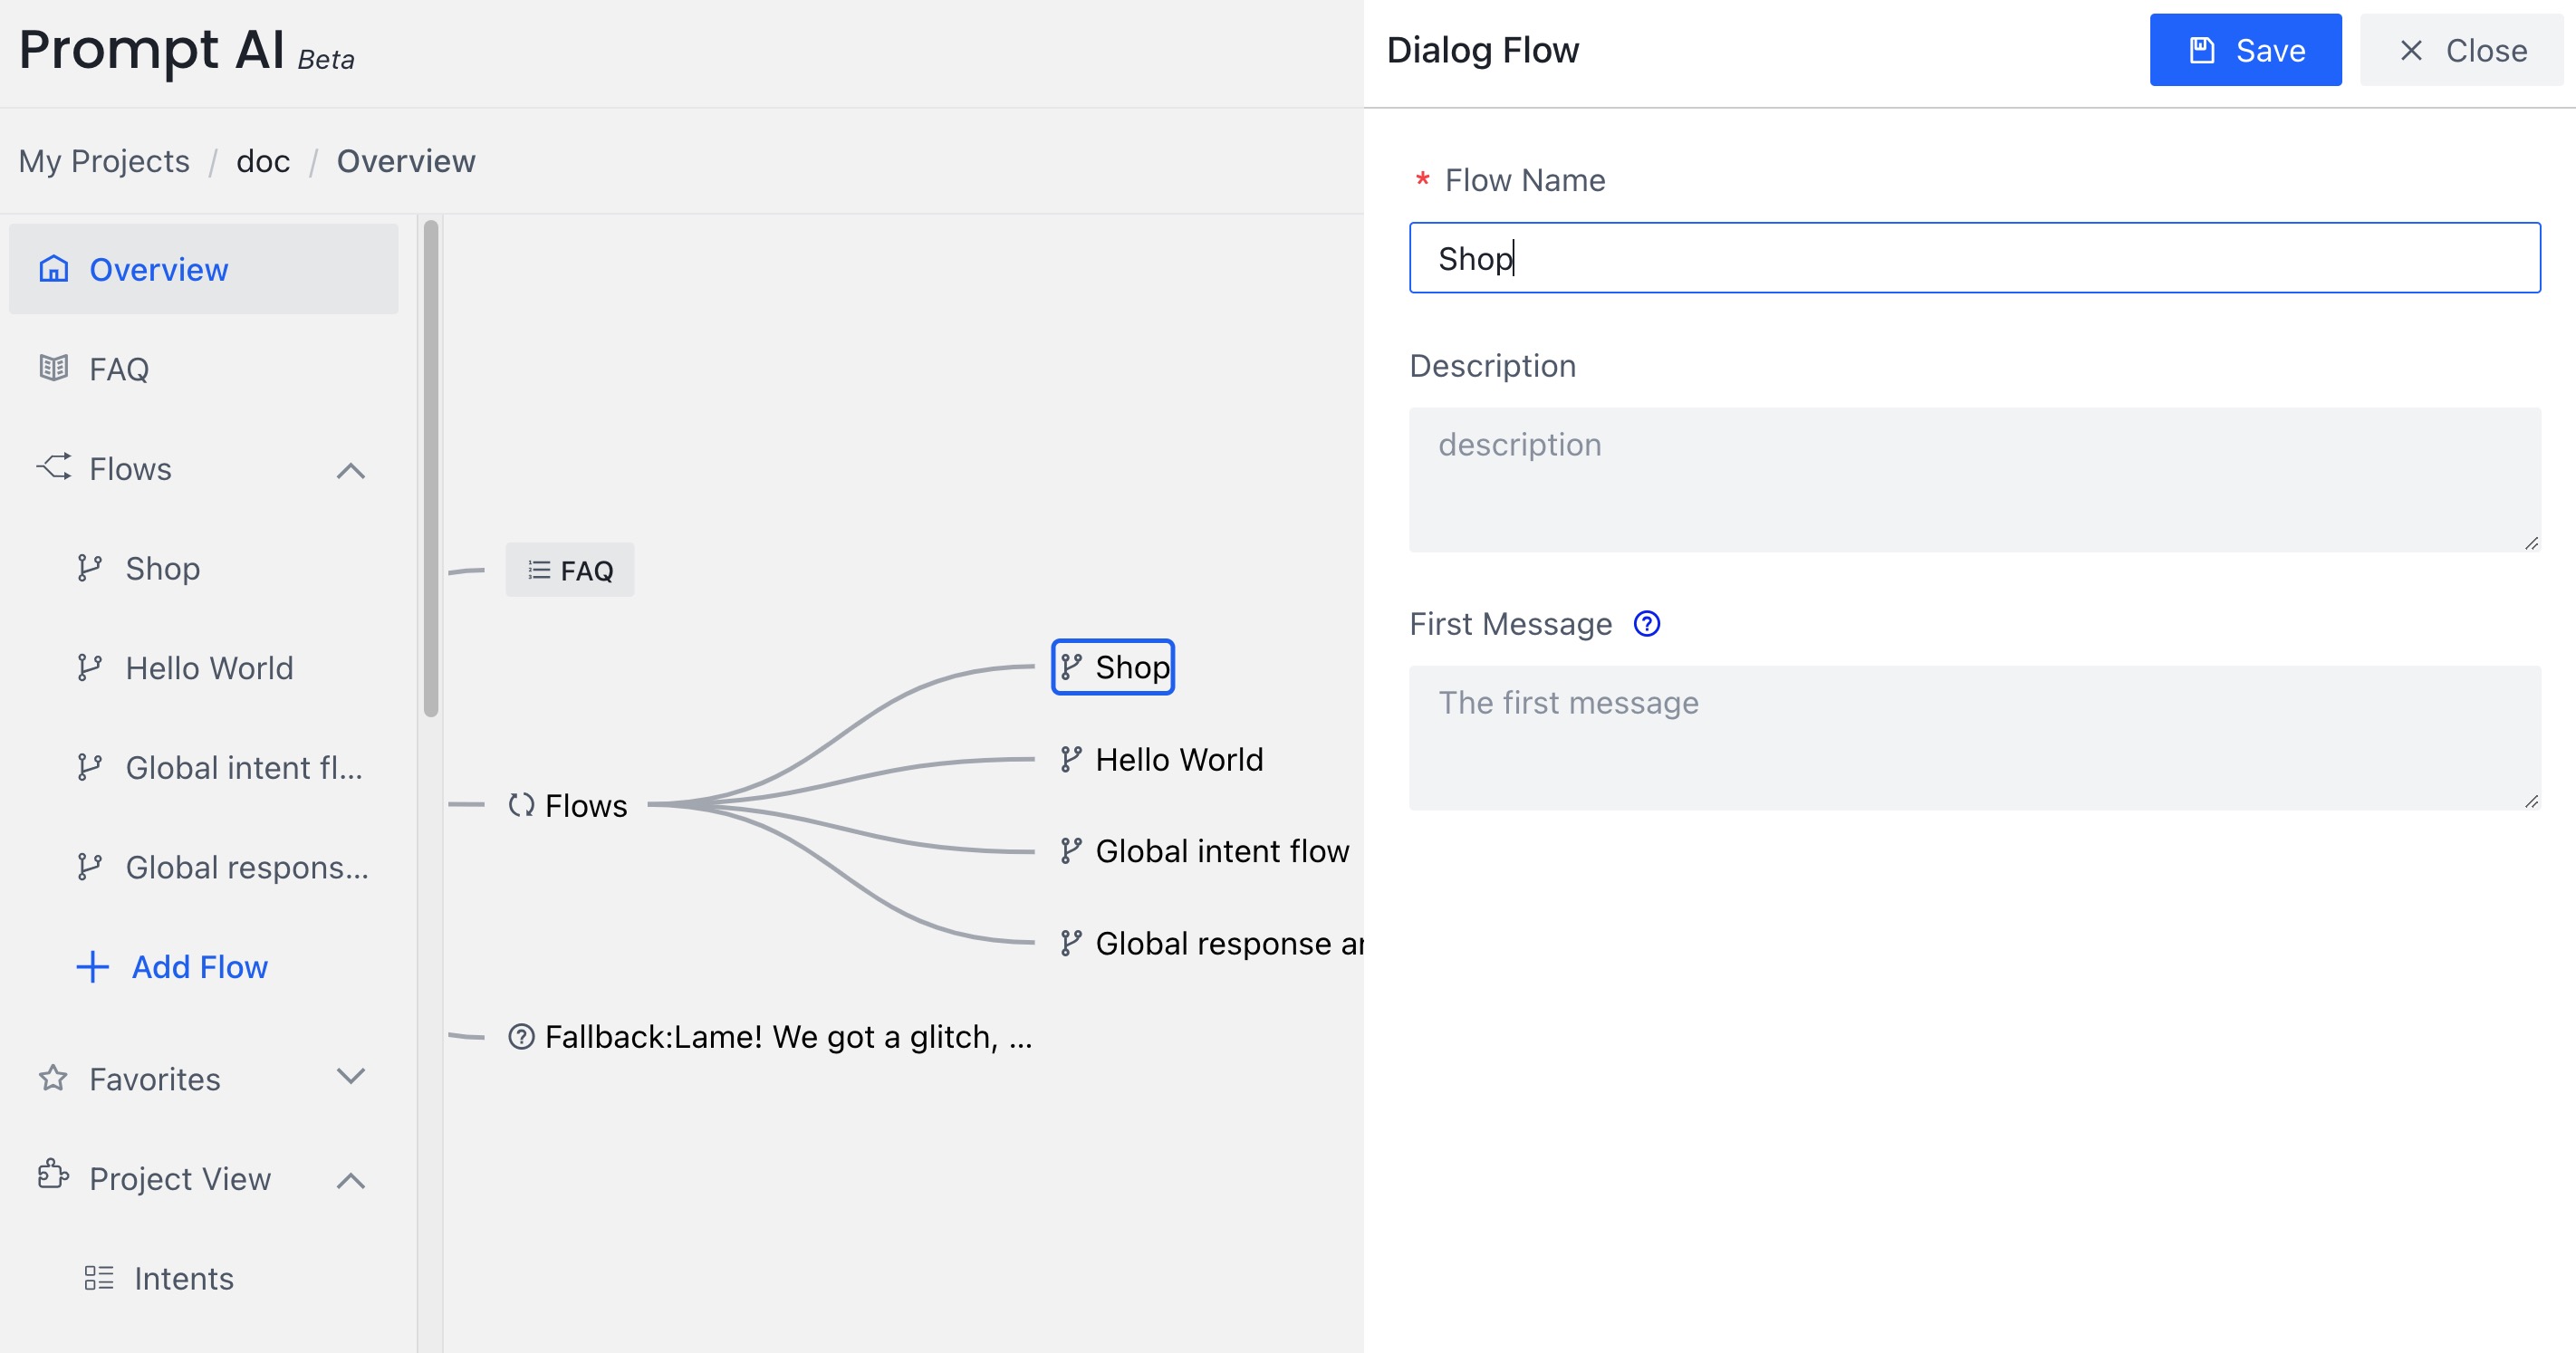 Prompt AI Beta
My Projects / doc / Overview
Overview
FAQ
Flows
Shop
Hello World
Global intent fl...
Global respons...
Add Flow
Favorites
Project View
Intents
FAQ
Flows
Shop
Hello World
Global intent flow
Global response ar
Fallback:Lame! We got a glitch, ...
Dialog Flow
Save
Close
* Flow Name
Shop
Description
description
First Message
The first message